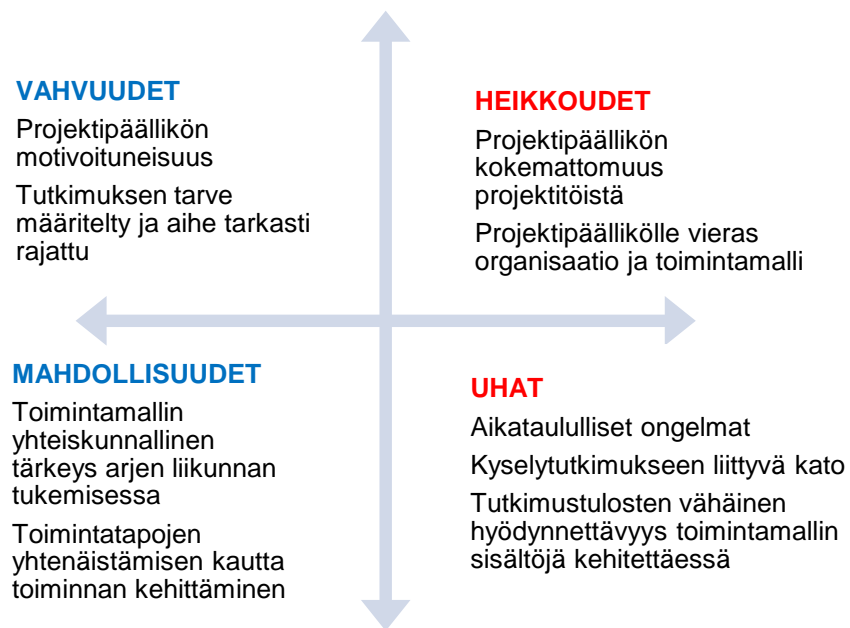 VAHVUUDET
Projektipäällikön
motivoituneisuus
Tutkimuksen tarve
määritelty ja aihe tarkasti
rajattu
HEIKKOUDET
Projektipäällikön
kokemattomuus
projektitöistä
Projektipäällikölle vieras
organisaatio ja toimintamalli
MAHDOLLISUUDET
Toimintamallin
yhteiskunnallinen
tärkeys arjen liikunnan
tukemisessa
Toimintatapojen
yhtenäistämisen kautta
toiminnan kehittäminen
UHAT
Aikataululliset ongelmat
Kyselytutkimukseen liittyvä kato
Tutkimustulosten vähäinen
hyödynnettävyys toimintamallin
sisältöjä kehitettäessä